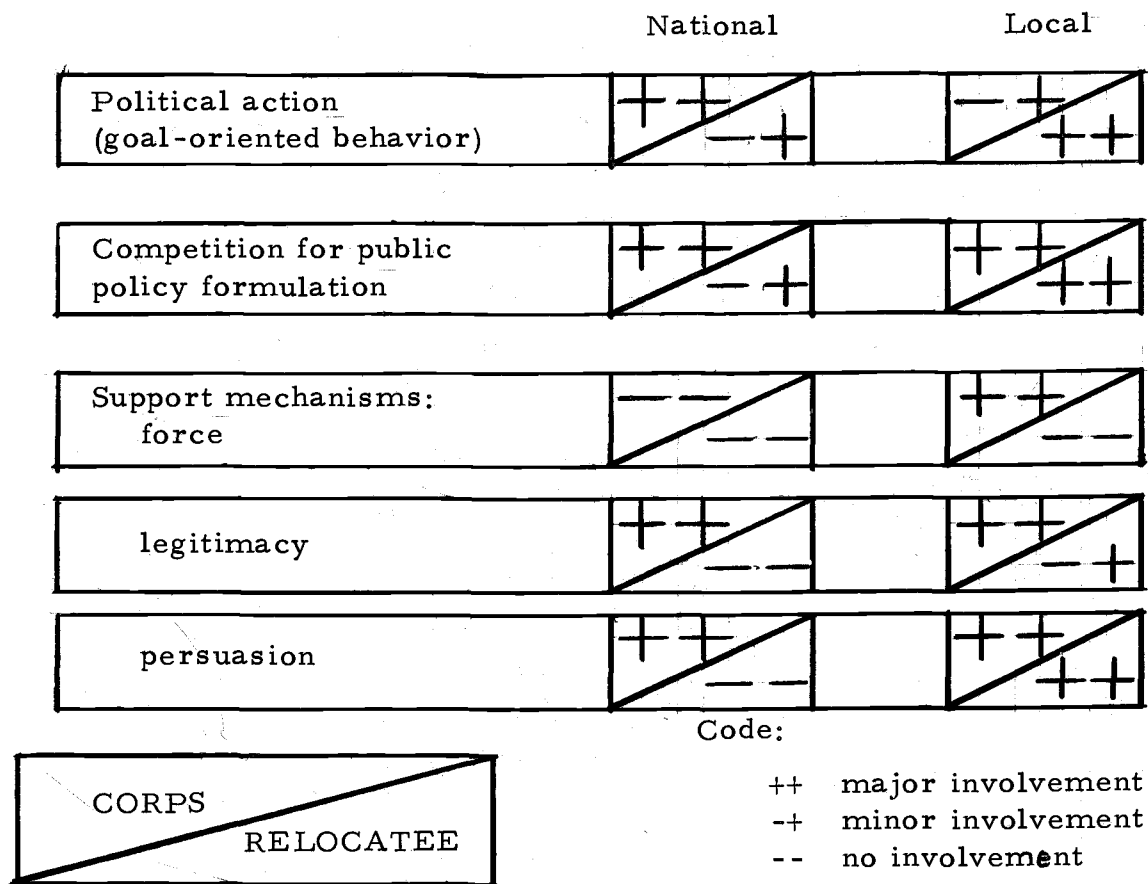 National Local
Political action ++ -+
(goal-oriented behavior) -+ ++
Competition for public ++ ++
policy formulation -+ ++
Support mechanisms: -- ++
force -- --
legitimacy ++ ++
-- -+
persuasion ++ ++
-- ++
Code:
CORPS
RELOCATEE
++ major involvement
-+ minor involvement
-- no involvement